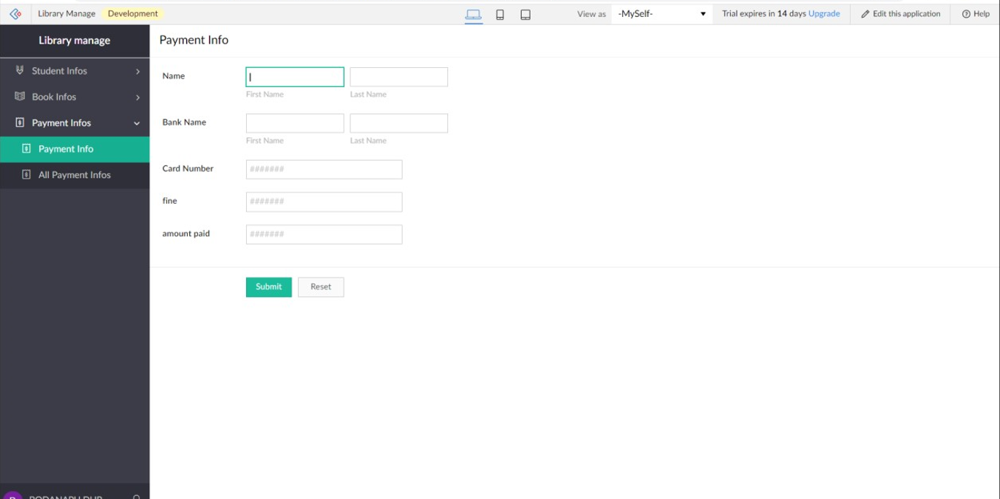 Library Manage Development View as -MySelf- Trial expires in 14 days Upgrade Edit this application Help
Library manage
Student Infos
Book Infos
Payment Infos
Payment Info
All Payment Infos
Payment Info
Name
First Name Last Name
Bank Name
First Name Last Name
Card Number #######
fine #######
amount paid #######
Submit Reset